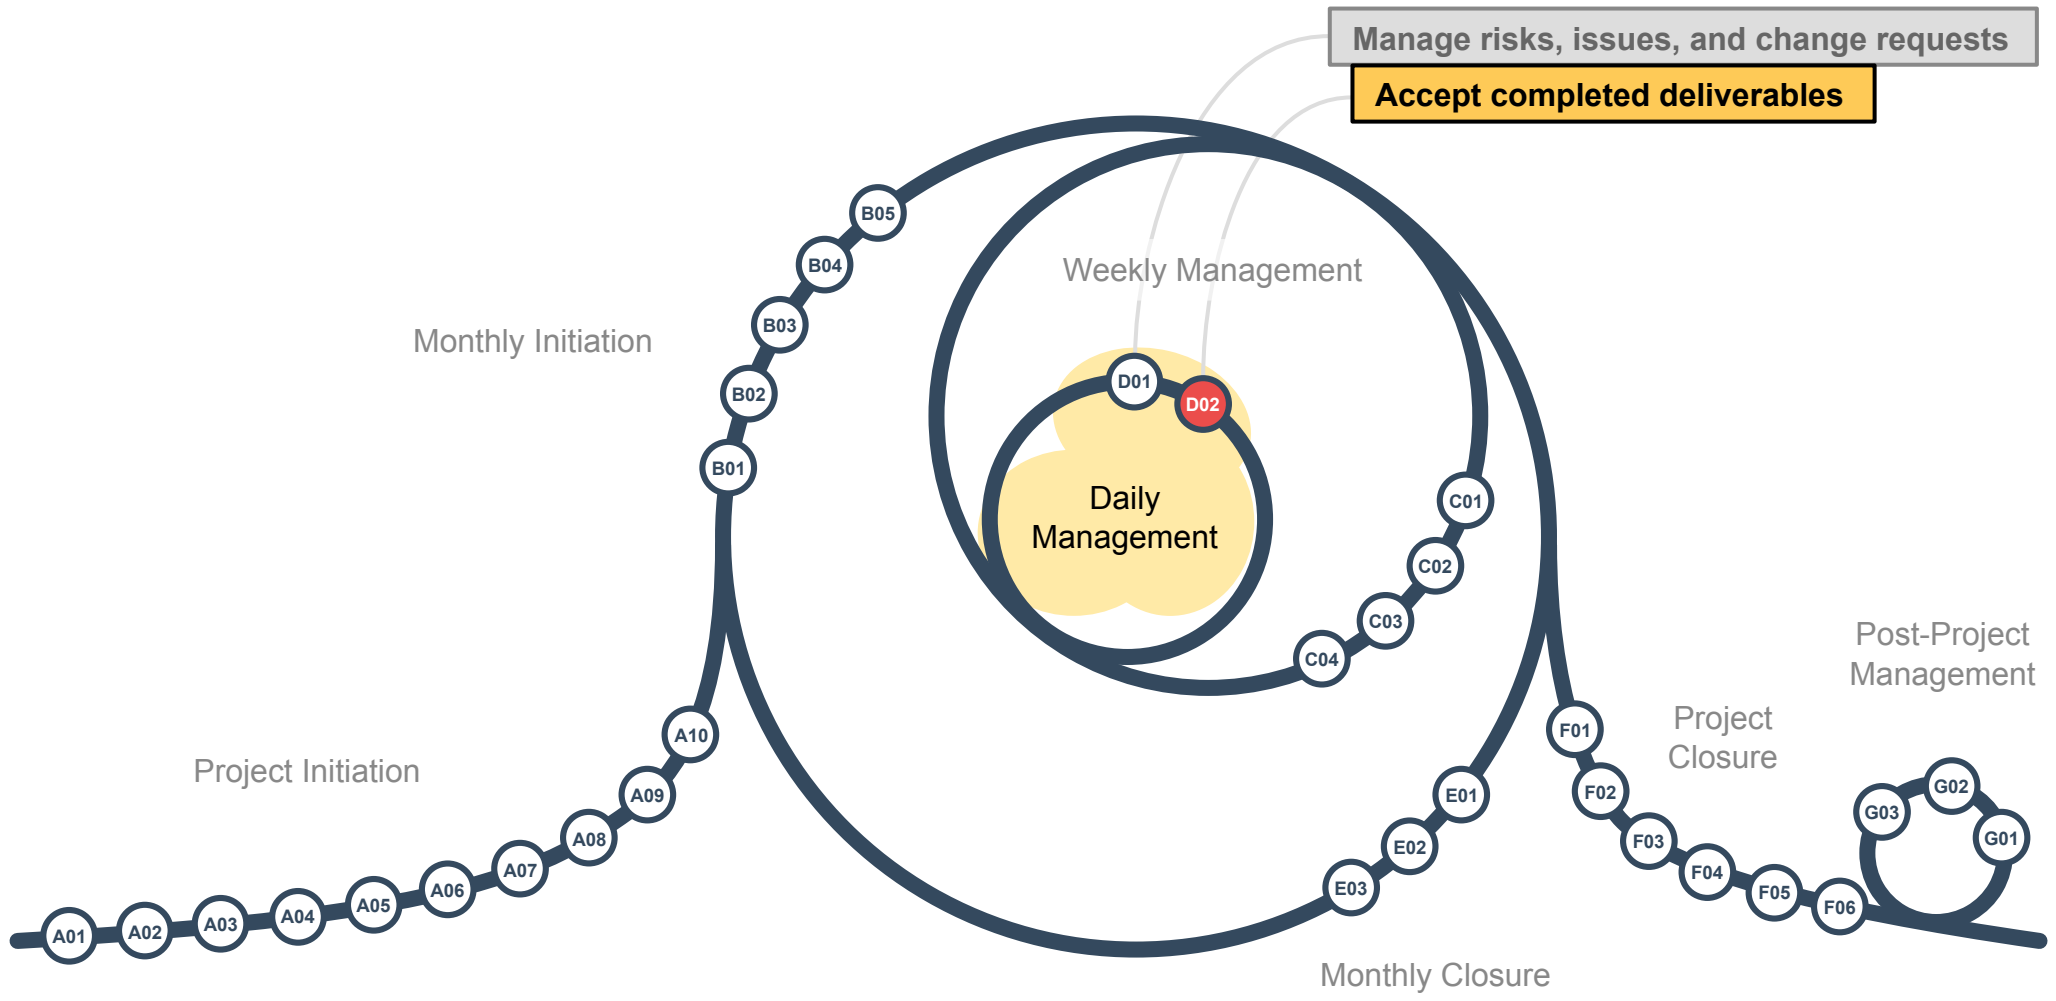 Manage risks, issues, and change requests
Accept completed deliverables
B05
B04
B03
B02
B01
Monthly Initiation
Weekly Management
D01
D02
Daily
Management
C01
C02
C03
C04
Project Initiation
A01
A02
A03
A04
A05
A06
A07
A08
A09
A10
E01
E02
E03
Monthly Closure
Project
Closure
F01
F02
F03
F04
F05
F06
Post-Project
Management
G03
G02
G01